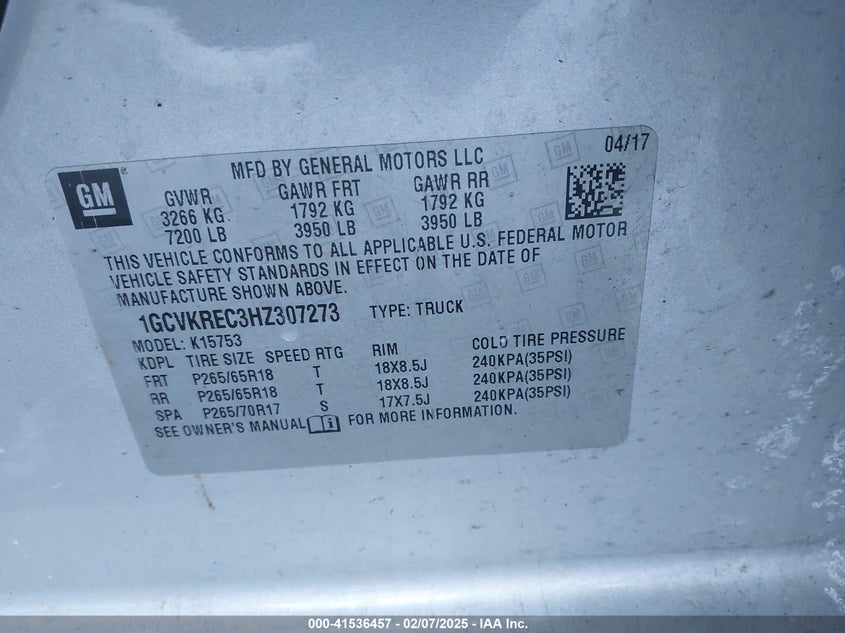 GM
MFD BY GENERAL MOTORS LLC
04/17
GVWR GAWR FRT GAWR RR
3266 KG 1792 KG 1792 KG
7200 LB 3950 LB 3950 LB
THIS VEHICLE CONFORMS TO ALL APPLICABLE U.S. FEDERAL MOTOR
VEHICLE SAFETY STANDARDS IN EFFECT ON THE DATE OF
MANUFACTURE SHOWN ABOVE.
1GCVKREC3HZ307273 TYPE: TRUCK
MODEL: K15753
KDPL TIRE SIZE SPEED RTG RIM COLD TIRE PRESSURE
FRT P265/65R18 T 18X8.5J 240KPA(35PSI)
RR P265/65R18 T 18X8.5J 240KPA(35PSI)
SPA P265/70R17 S 17X7.5J 240KPA(35PSI)
SEE OWNER'S MANUAL FOR MORE INFORMATION.
000-41536457 - 02/07/2025 - IAA Inc.